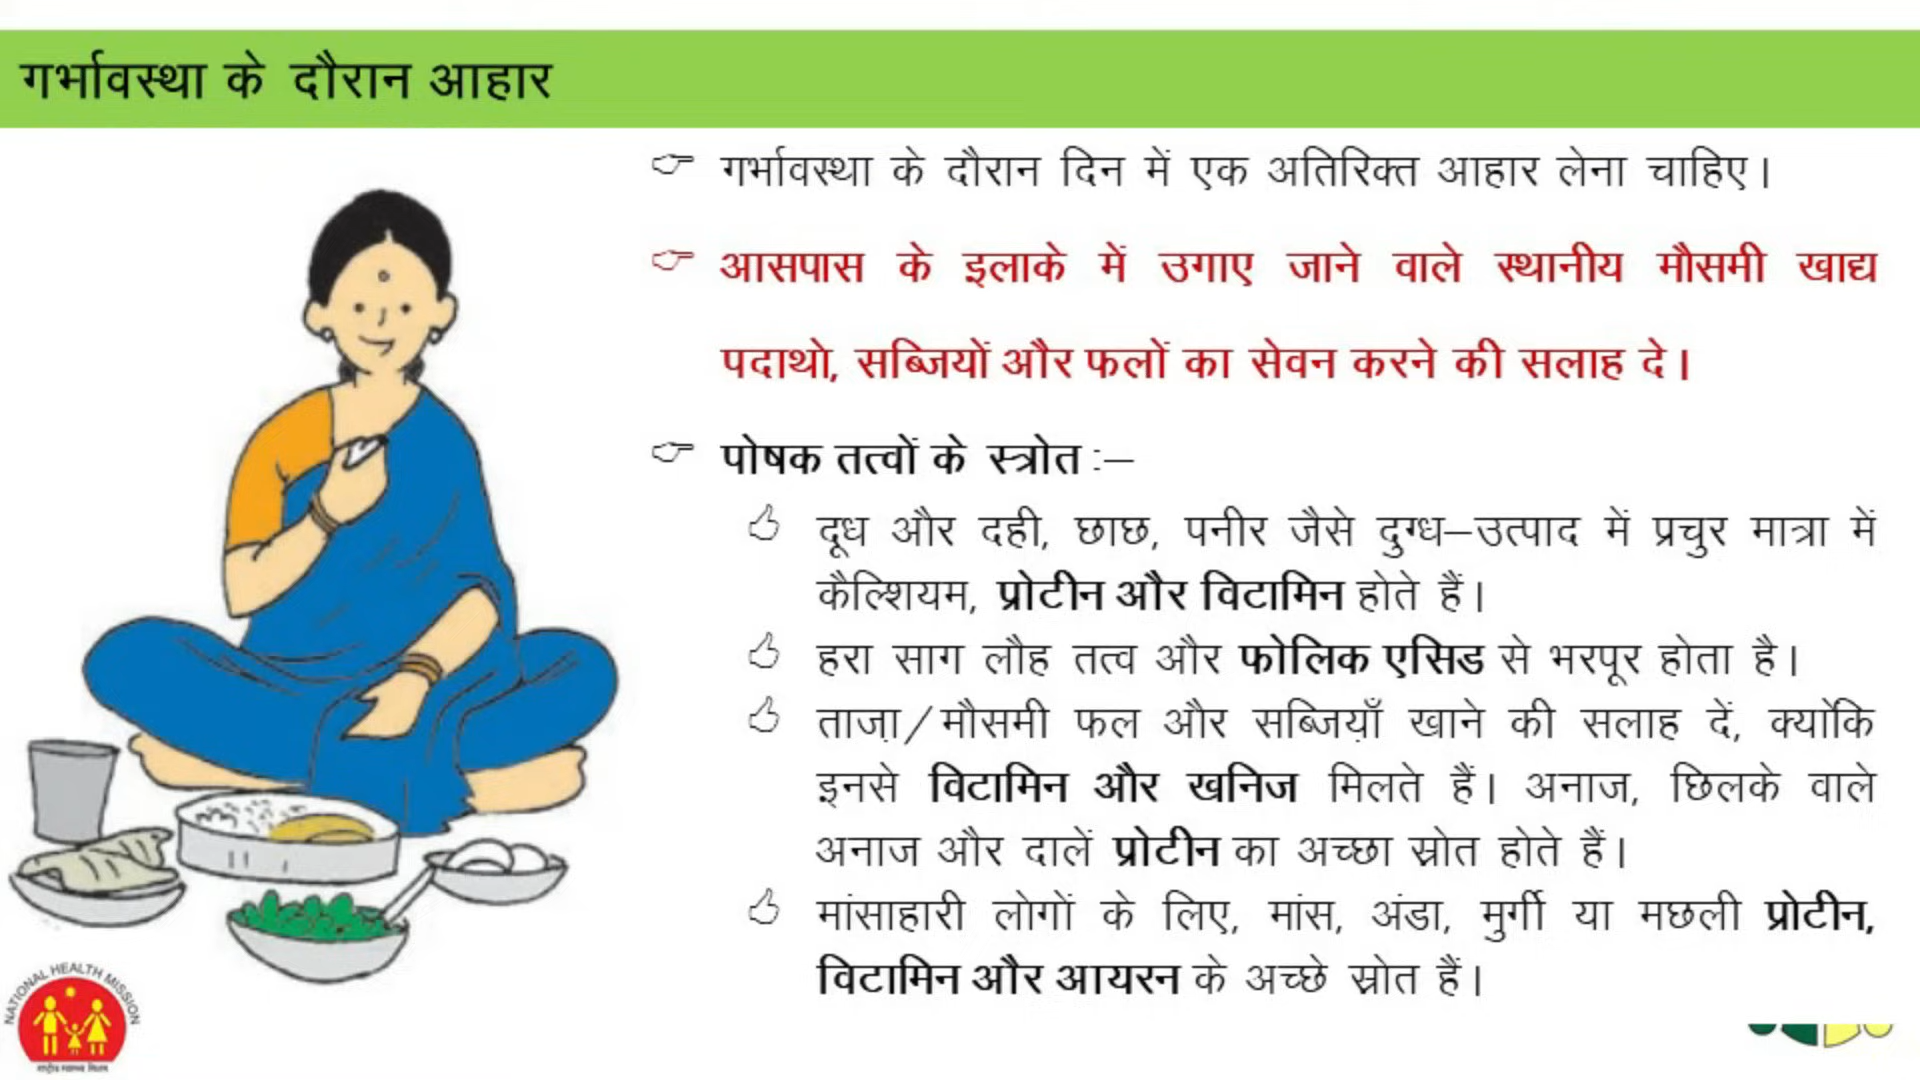 गर्भावस्था के दौरान आहार
गर्भावस्था के दौरान दिन में एक अतिरिक्त आहार लेना चाहिए।
आसपास के इलाके में उगाए जाने वाले स्थानीय मौसमी खाद्य
पदाथो, सब्जियों और फलों का सेवन करने की सलाह दे।
पोषक तत्वों के स्त्रोत :–
दूध और दही, छाछ, पनीर जैसे दुग्ध–उत्पाद में प्रचुर मात्रा में
कैल्शियम, प्रोटीन और विटामिन होते हैं।
हरा साग लौह तत्व और फोलिक एसिड से भरपूर होता है।
ताजा़/मौसमी फल और सब्जिया़ँ खाने की सलाह दें, क्योंकि
इनसे विटामिन और खनिज मिलते हैं। अनाज, छिलके वाले
अनाज और दालें प्रोटीन का अच्छा स्रोत होते हैं।
मांसाहारी लोगों के लिए, मांस, अंडा, मुर्गी या मछली प्रोटीन,
विटामिन और आयरन के अच्छे स्रोत हैं।
NATIONAL HEALTH MISSION
राष्ट्रीय स्वास्थ्य मिशन